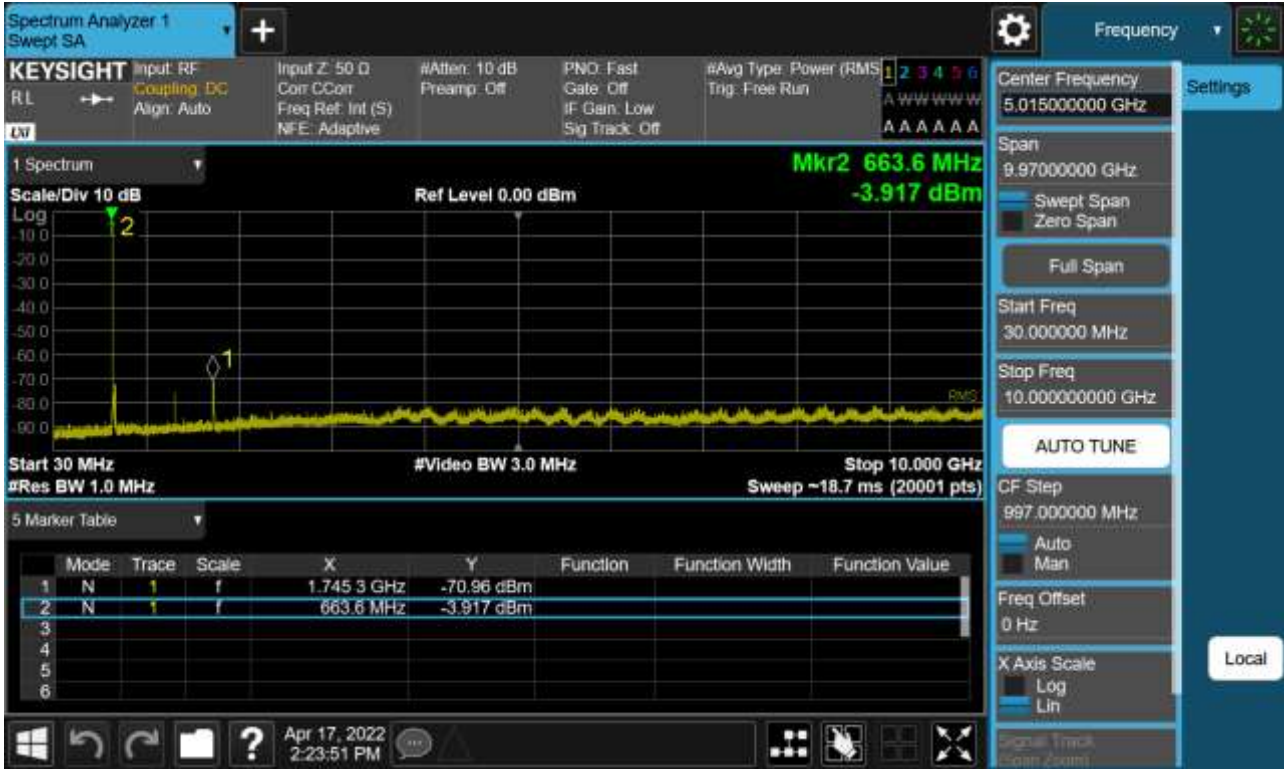 Spectrum Analyzer 1
Swept SA
+
Frequency
KEYSIGHT
RL
LXI
Input: RF
Coupling: DC
Align: Auto
Input Z: 50 Ω
Corr CCorr
Freq Ref: Int (S)
NFE: Adaptive
#Atten: 10 dB
Preamp: Off
PNO: Fast
Gate: Off
IF Gain: Low
Sig Track: Off
#Avg Type: Power (RMS
Trig: Free Run
1 2 3 4 5 6
A W W W W W
A A A A A A
1 Spectrum
Scale/Div 10 dB
Ref Level 0.00 dBm
Mkr2 663.6 MHz
-3.917 dBm
Log
-10.0
-20.0
-30.0
-40.0
-50.0
-60.0
-70.0
-80.0
-90.0
2
1
RMS
Start 30 MHz
#Video BW 3.0 MHz
Stop 10.000 GHz
#Res BW 1.0 MHz
Sweep ~18.7 ms (20001 pts)
5 Marker Table
Mode Trace Scale X Y Function Function Width Function Value
1 N 1 f 1.745 3 GHz -70.96 dBm
2 N 1 f 663.6 MHz -3.917 dBm
3
4
5
6
?
Apr 17, 2022
2:23:51 PM
Center Frequency
5.015000000 GHz
Span
9.97000000 GHz
Swept Span
Zero Span
Full Span
Start Freq
30.000000 MHz
Stop Freq
10.000000000 GHz
AUTO TUNE
CF Step
997.000000 MHz
Auto
Man
Freq Offset
0 Hz
X Axis Scale
Log
Lin
Signal Track
(Span Zoom)
Settings
Local